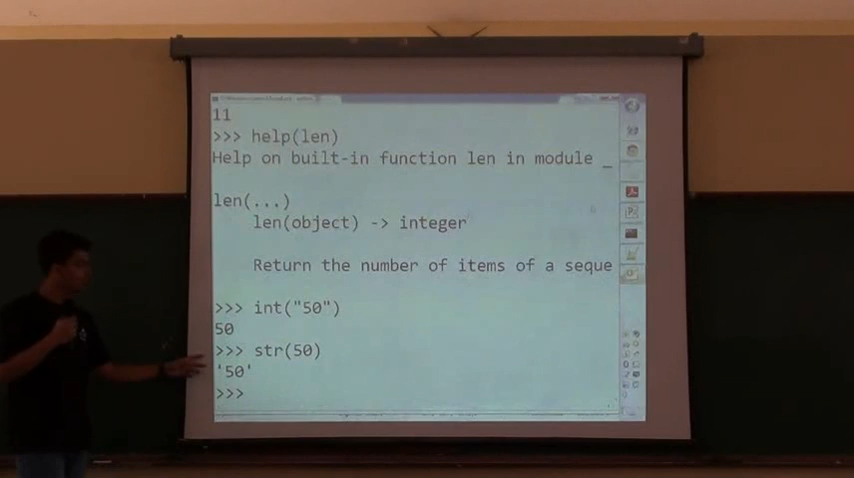 11
>>> help(len)
Help on built-in function len in module _
len(...)
len(object) -> integer
Return the number of items of a seque
>>> int("50")
50
>>> str(50)
'50'
>>>